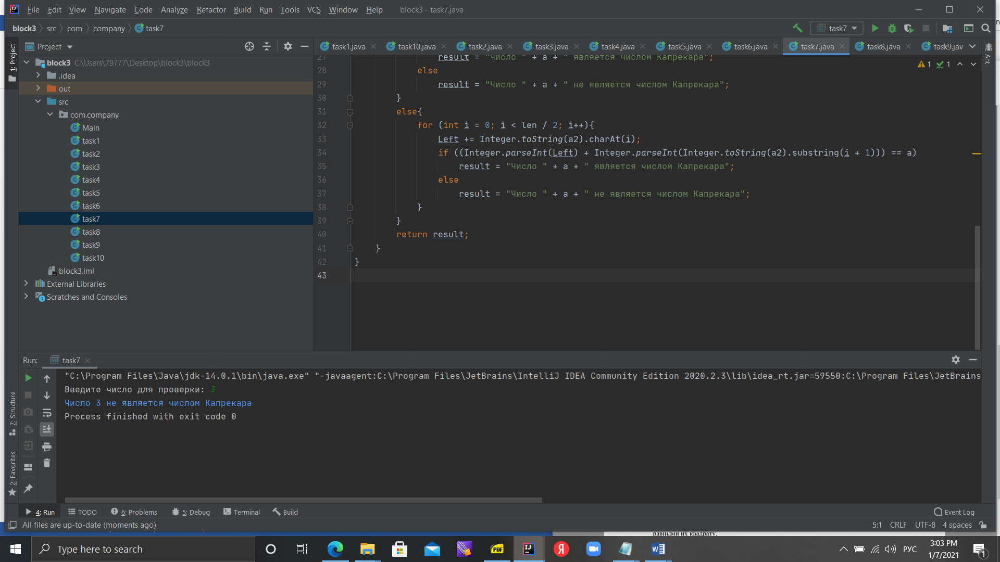 File Edit View Navigate Code Analyze Refactor Build Run Tools VCS Window Help block3 - task7.java
block3 src com company task7 task7
Project
task1.java task10.java task2.java task3.java task4.java task5.java task6.java task7.java task8.java task9.jav
1: Project
Ant
block3 C:\Users\79777\Desktop\block3\block3
.idea
out
src
com.company
Main
task1
task2
task3
task4
task5
task6
task7
task8
task9
task10
block3.iml
External Libraries
Scratches and Consoles
1 1
27 result = "Число " + a + " является числом Капрекара";
28 else
29 result = "Число " + a + " не является числом Капрекара";
30 }
31 else{
32 for (int i = 0; i < len / 2; i++){
33 Left += Integer.toString(a2).charAt(i);
34 if ((Integer.parseInt(Left) + Integer.parseInt(Integer.toString(a2).substring(i + 1))) == a)
35 result = "Число " + a + " является числом Капрекара";
36 else
37 result = "Число " + a + " не является числом Капрекара";
38 }
39 }
40 return result;
41 }
42 }
43
Run: task7
"C:\Program Files\Java\jdk-14.0.1\bin\java.exe" "-javaagent:C:\Program Files\JetBrains\IntelliJ IDEA Community Edition 2020.2.3\lib\idea_rt.jar=59550:C:\Program Files\JetBrains
Введите число для проверки: 3
Число 3 не является числом Капрекара
Process finished with exit code 0
7: Structure
2: Favorites
4: Run TODO 6: Problems 5: Debug Terminal Build Event Log
All files are up-to-date (moments ago) 5:1 CRLF UTF-8 4 spaces
равными их квадрату.
Type here to search
PDF
Я
РУС
3:03 PM
1/7/2021
1